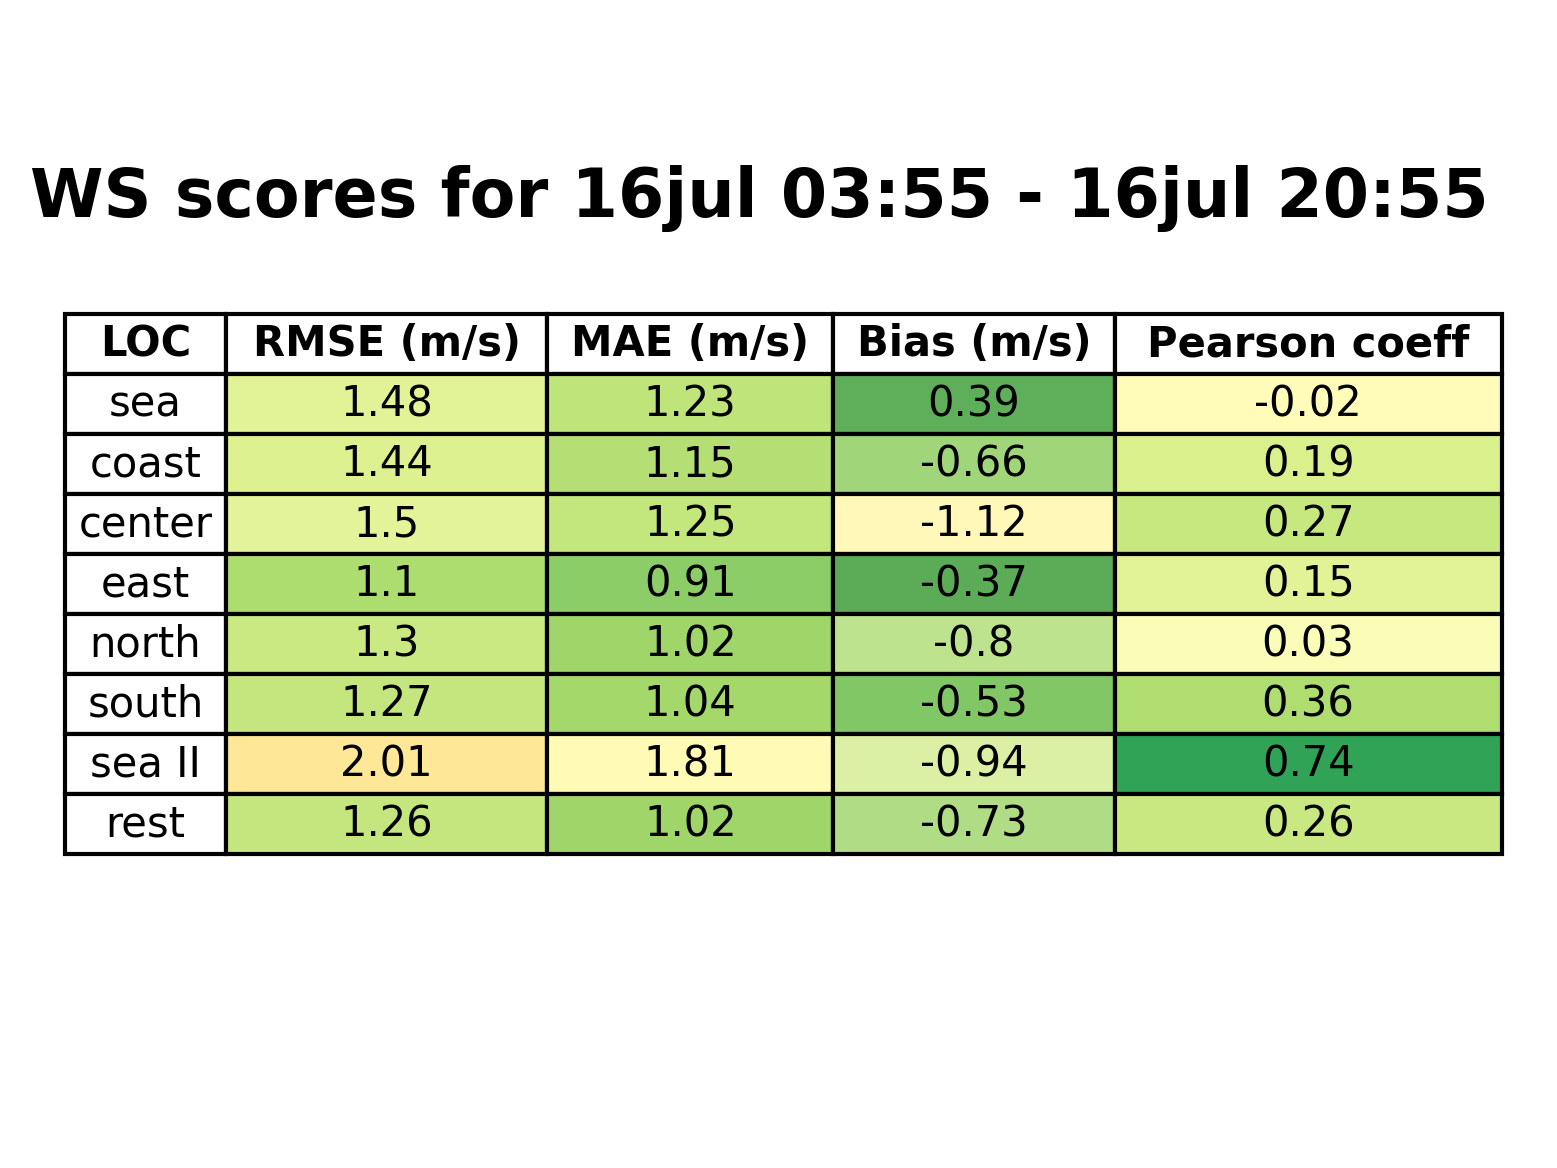 WS scores for 16jul 03:55 - 16jul 20:55
LOC RMSE (m/s) MAE (m/s) Bias (m/s) Pearson coeff
sea 1.48 1.23 0.39 -0.02
coast 1.44 1.15 -0.66 0.19
center 1.5 1.25 -1.12 0.27
east 1.1 0.91 -0.37 0.15
north 1.3 1.02 -0.8 0.03
south 1.27 1.04 -0.53 0.36
sea II 2.01 1.81 -0.94 0.74
rest 1.26 1.02 -0.73 0.26